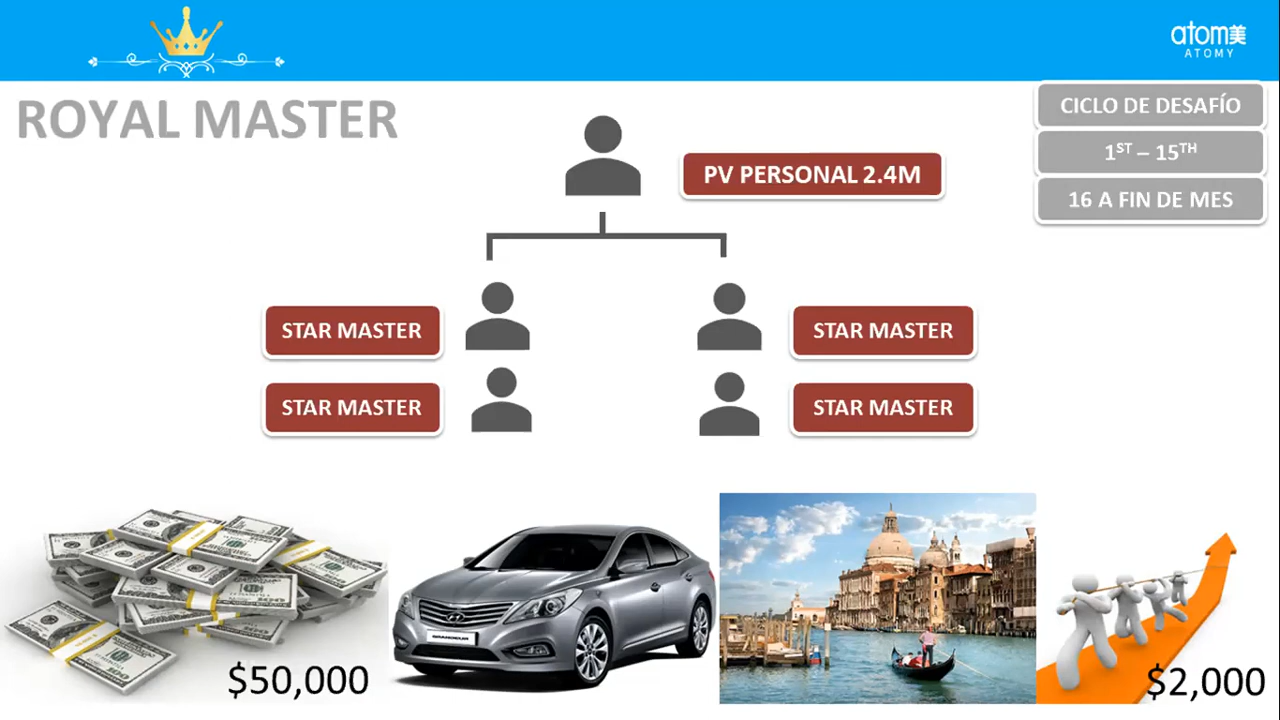 atom美
ATOMY
ROYAL MASTER
CICLO DE DESAFÍO
1ST – 15TH
16 A FIN DE MES
PV PERSONAL 2.4M
STAR MASTER
STAR MASTER
STAR MASTER
STAR MASTER
GRANDEUR
$50,000
$2,000